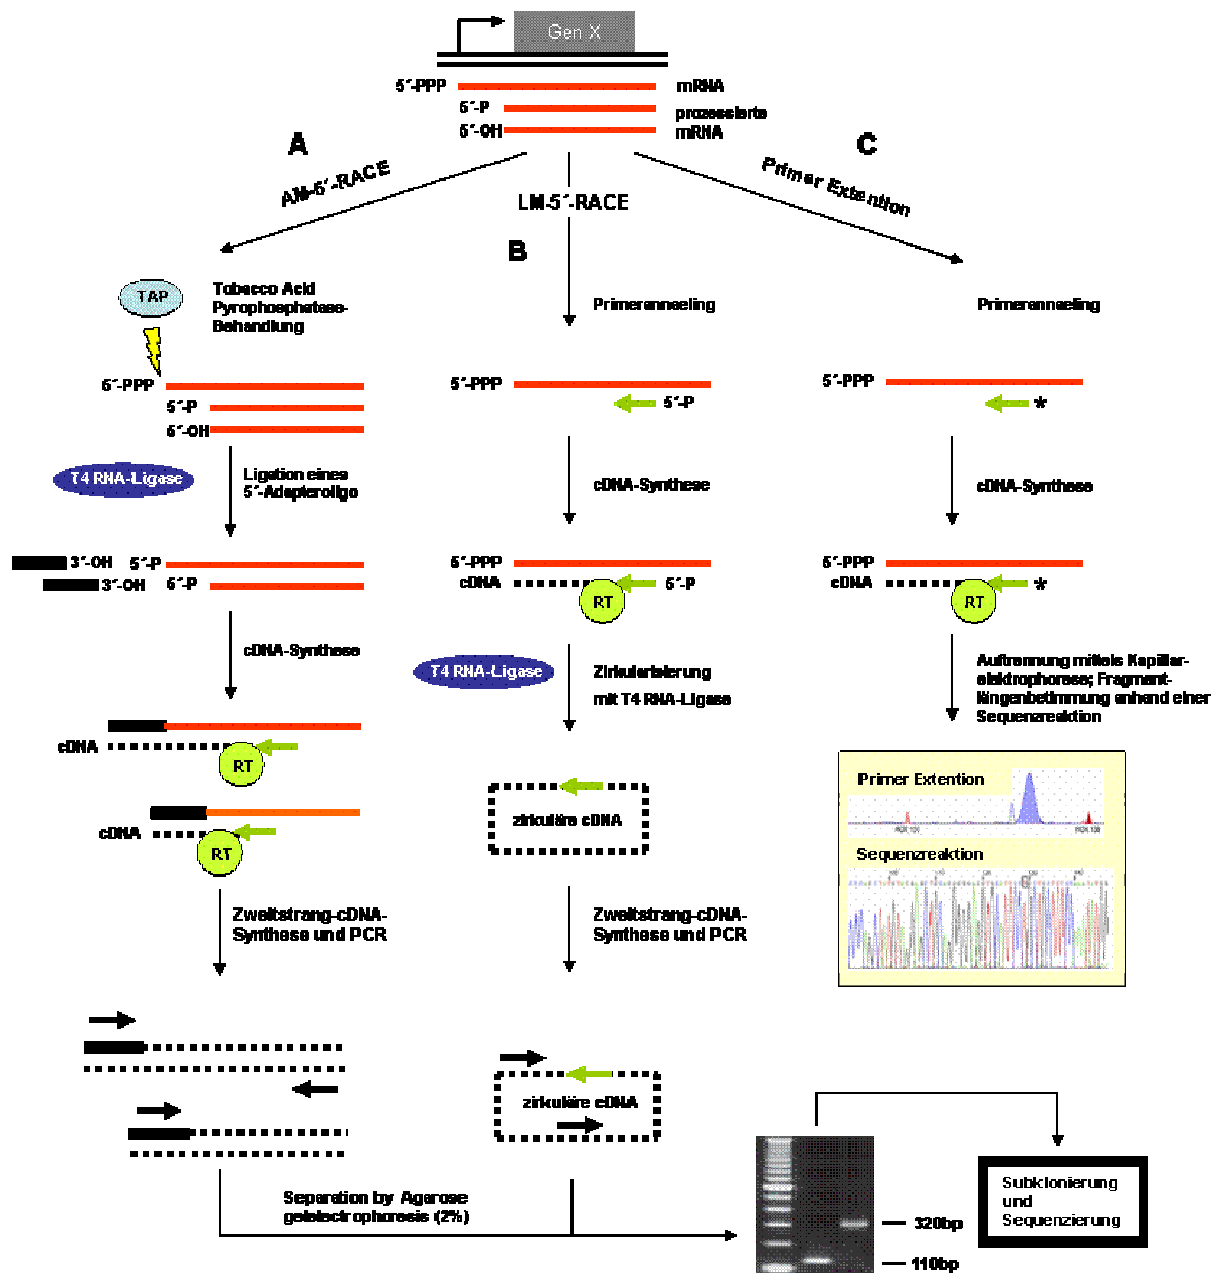 Gen X
5´-PPP
mRNA
5´-P
prozessierte
5´-OH
mRNA
A
C
AM-5´-RACE
LM-5´-RACE
Primer Extention
B
TAP
Tobacco Acid
Pyrophosphatase-
Behandlung
Primerannealing
Primerannealing
5´-PPP
5´-P
5´-OH
5´-PPP
5´-P
5´-PPP
*
T4 RNA-Ligase
Ligation eines
5´-Adapteroligo
cDNA-Synthese
cDNA-Synthese
3´-OH
5´-P
3´-OH
5´-P
5´-PPP
cDNA
RT
5´-P
5´-PPP
cDNA
RT
*
cDNA-Synthese
T4 RNA-Ligase
Zirkularisierung
mit T4 RNA-Ligase
Auftrennung mittels Kapillar-
elektrophorese; Fragment-
längenbetimmung anhand einer
Sequenzreaktion
cDNA
RT
cDNA
RT
zirkuläre cDNA
Primer Extention
Sequenzreaktion
Zweitstrang-cDNA-
Synthese und PCR
Zweitstrang-cDNA-
Synthese und PCR
zirkuläre cDNA
Separation by Agarose
gelelectrophoresis (2%)
320bp
110bp
Subklonierung
und
Sequenzierung